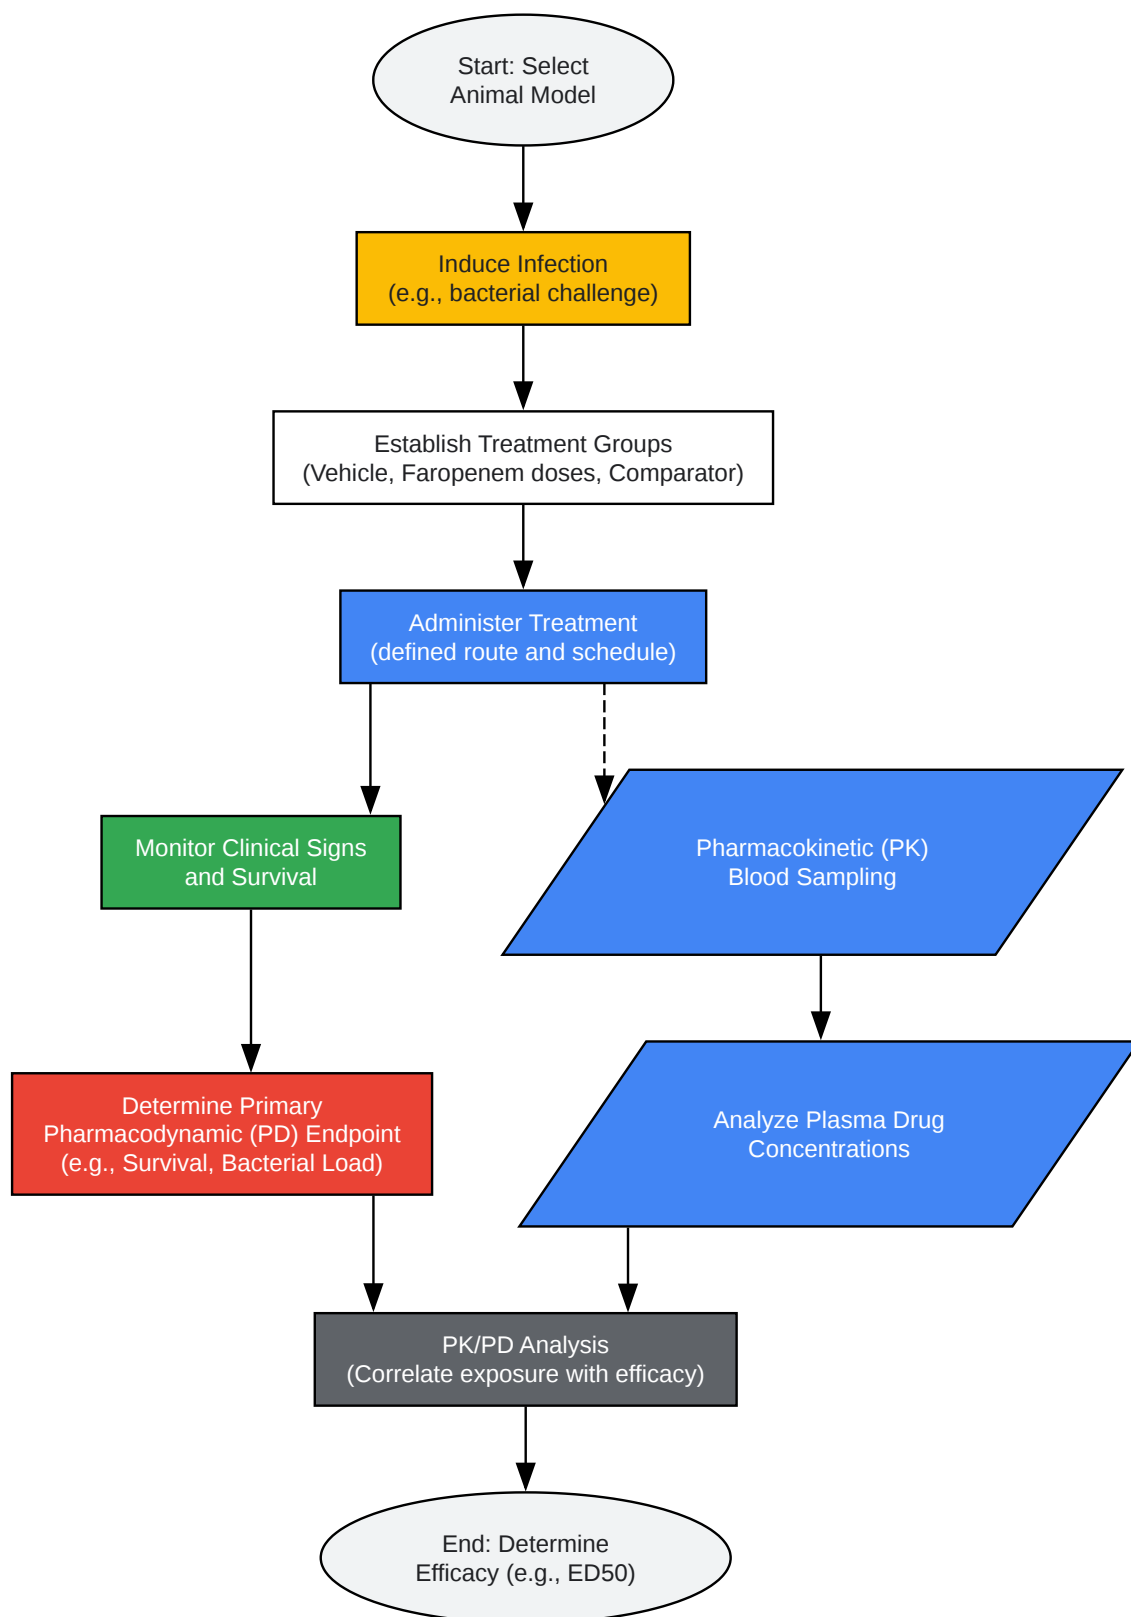 Start: Select
Animal Model
Induce Infection
(e.g., bacterial challenge)
Establish Treatment Groups
(Vehicle, Faropenem doses, Comparator)
Administer Treatment
(defined route and schedule)
Monitor Clinical Signs
and Survival
Pharmacokinetic (PK)
Blood Sampling
Determine Primary
Pharmacodynamic (PD) Endpoint
(e.g., Survival, Bacterial Load)
Analyze Plasma Drug
Concentrations
PK/PD Analysis
(Correlate exposure with efficacy)
End: Determine
Efficacy (e.g., ED50)